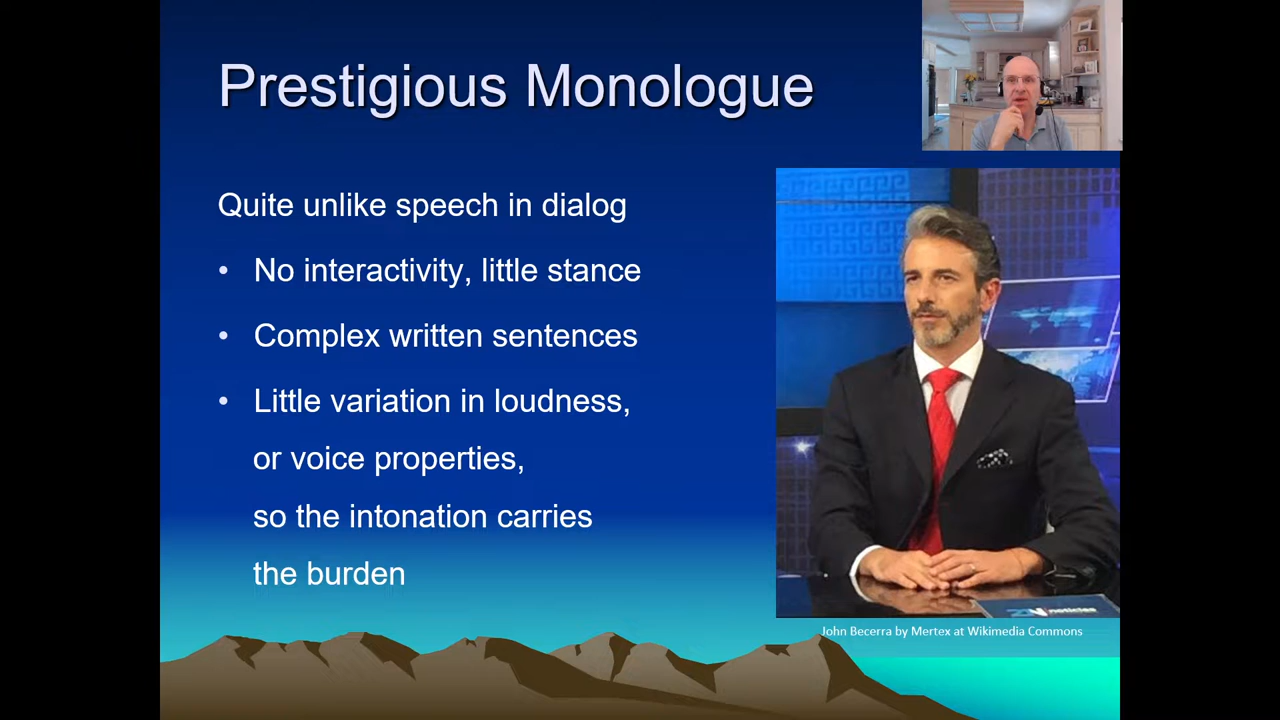 Prestigious Monologue
Quite unlike speech in dialog
• No interactivity, little stance
• Complex written sentences
• Little variation in loudness,
or voice properties,
so the intonation carries
the burden
noticias
John Becerra by Mertex at Wikimedia Commons